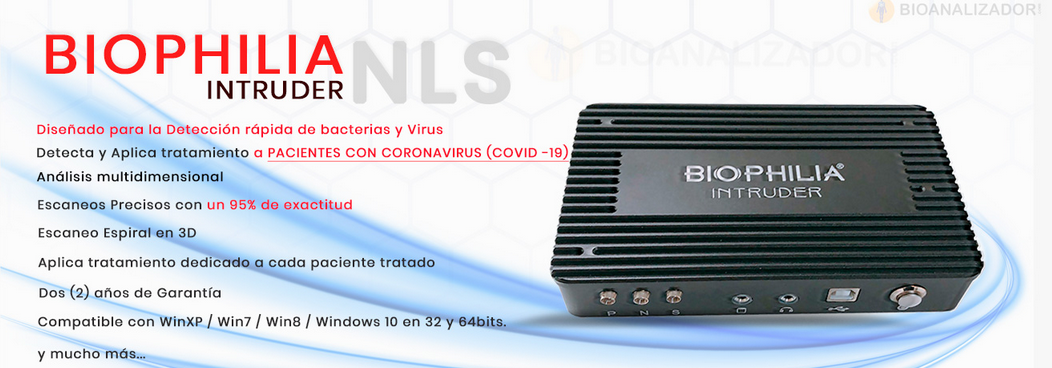 BIOANALIZADOR!
BIOPHILIA
NLS
BIOANALIZADOR!
INTRUDER
Diseñado para la Detección rápida de bacterias y Virus
Detecta y Aplica tratamiento a PACIENTES CON CORONAVIRUS (COVID -19)
Análisis multidimensional
Escaneos Precisos con un 95% de exactitud
Escaneo Espiral en 3D
Aplica tratamiento dedicado a cada paciente tratado
Dos (2) años de Garantía
Compatible con WinXP / Win7 / Win8 / Windows 10 en 32 y 64bits.
y mucho más...
BIOPHILIA®
INTRUDER
P N S